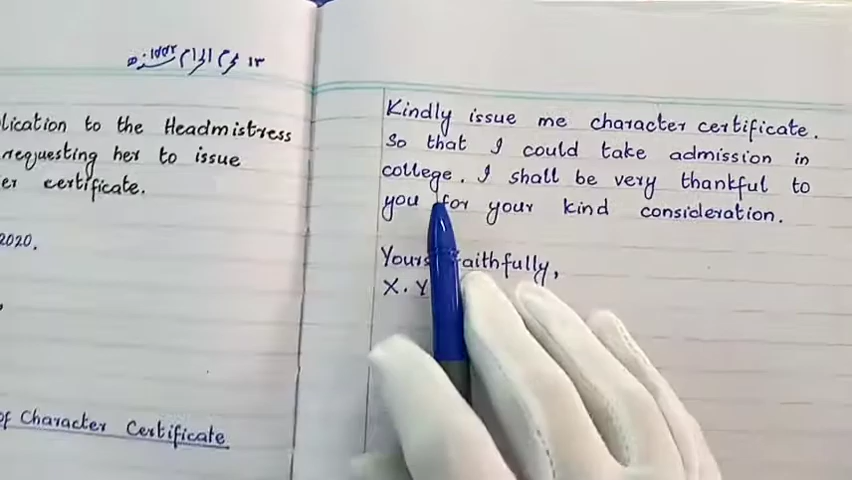 ١٣ محرم الحرام ١٤٤٢ھ
lication to the Headmistress
requesting her to issue
er certificate.
2020.
of Character Certificate
Kindly issue me character certificate.
So that I could take admission in
college. I shall be very thankful to
you for your kind consideration.
Yours faithfully,
X. Y